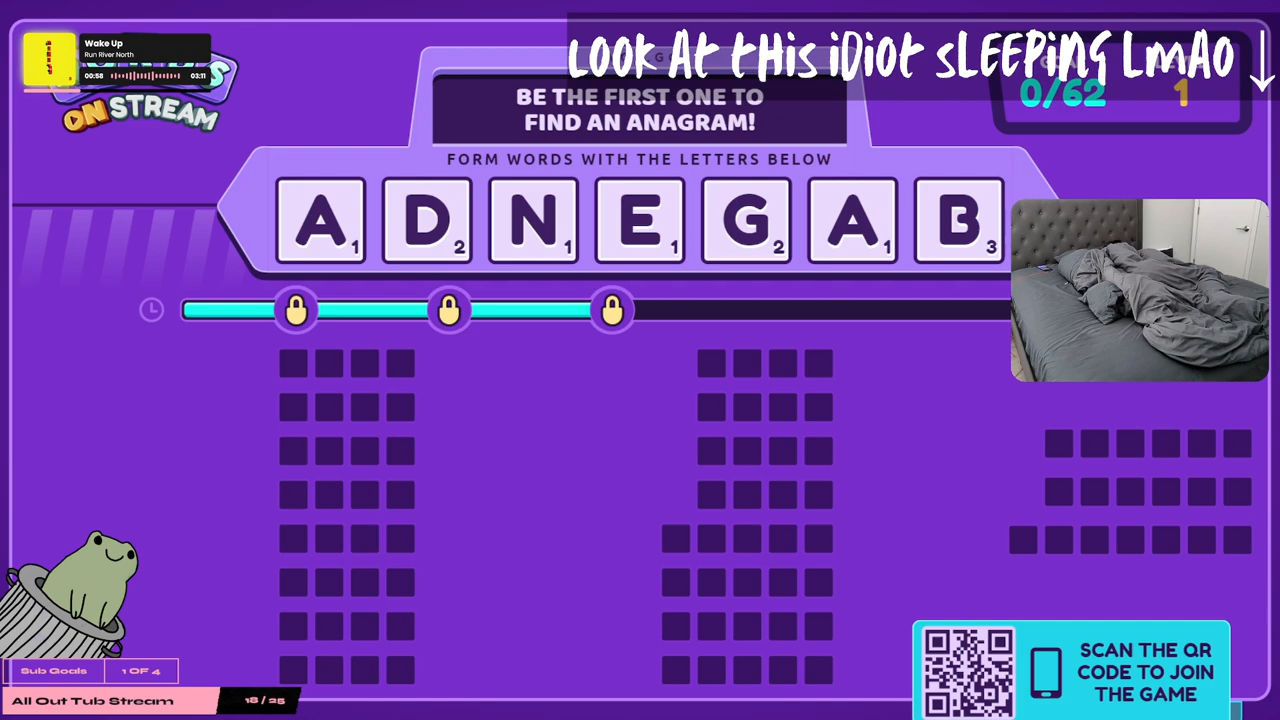 Wake Up
Run River North
00:58
03:11
ON STREAM
LOOK At tHis iDiot sLEEPiNG LmAO
0/62
1
BE THE FIRST ONE TO
FIND AN ANAGRAM!
FORM WORDS WITH THE LETTERS BELOW
A1 D2 N1 E1 G2 A1 B3
Sub Goals
1 OF 4
All Out Tub Stream
18 / 25
SCAN THE QR
CODE TO JOIN
THE GAME